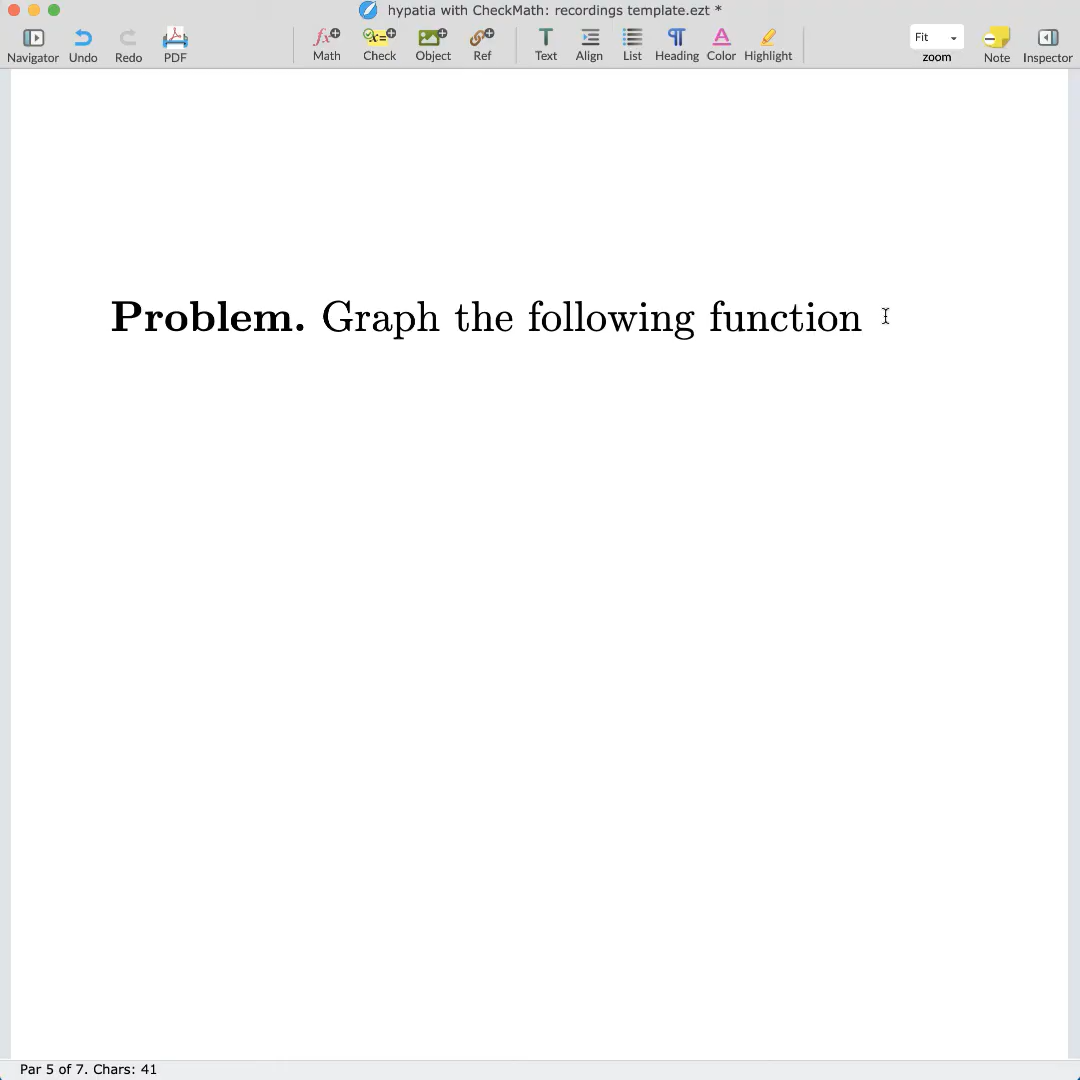 hypatia with CheckMath: recordings template.ezt *
Navigator Undo Redo PDF Math Check Object Ref Text Align List Heading Color Highlight Fit zoom Note Inspector
Problem. Graph the following function
Par 5 of 7. Chars: 41